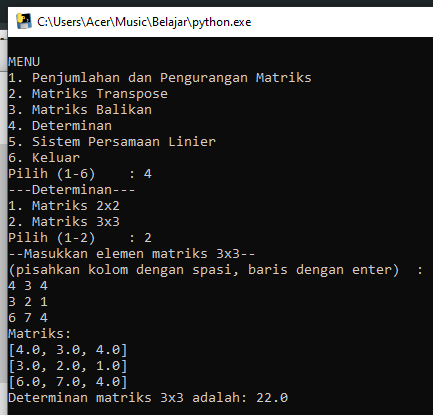 C:\Users\Acer\Music\Belajar\python.exe
MENU
1. Penjumlahan dan Pengurangan Matriks
2. Matriks Transpose
3. Matriks Balikan
4. Determinan
5. Sistem Persamaan Linier
6. Keluar
Pilih (1-6)    : 4
---Determinan---
1. Matriks 2x2
2. Matriks 3x3
Pilih (1-2)    : 2
--Masukkan elemen matriks 3x3--
(pisahkan kolom dengan spasi, baris dengan enter)  :
4 3 4
3 2 1
6 7 4
Matriks:
[4.0, 3.0, 4.0]
[3.0, 2.0, 1.0]
[6.0, 7.0, 4.0]
Determinan matriks 3x3 adalah: 22.0